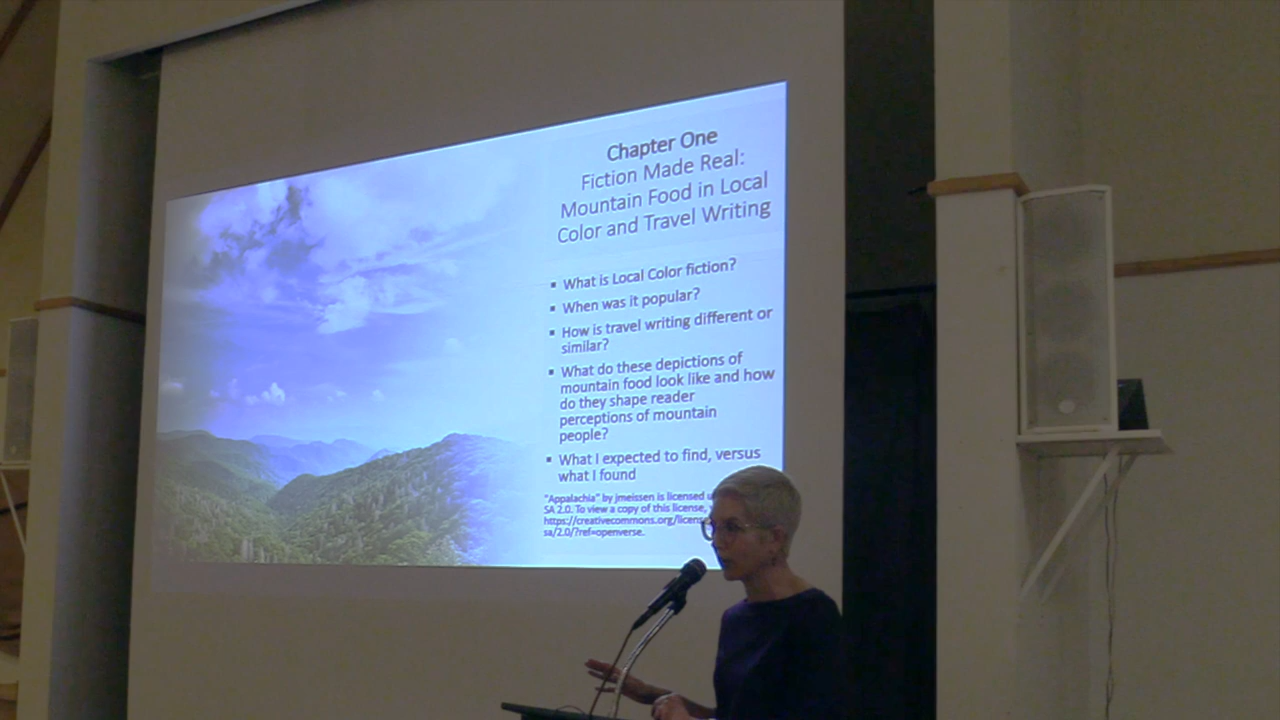 Chapter One
Fiction Made Real:
Mountain Food in Local
Color and Travel Writing
▪ What is Local Color fiction?
▪ When was it popular?
▪ How is travel writing different or
similar?
▪ What do these depictions of
mountain food look like and how
do they shape reader
perceptions of mountain
people?
▪ What I expected to find, versus
what I found
"Appalachia" by jmeissen is licensed
SA 2.0. To view a copy of this license,
https://creativecommons.org/licens
sa/2.0/?ref=openverse.